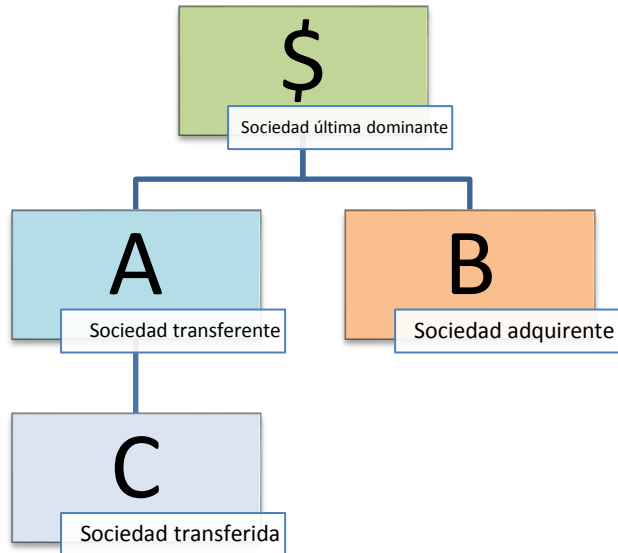 $
Sociedad última dominante
A
Sociedad transferente
B
Sociedad adquirente
C
Sociedad transferida